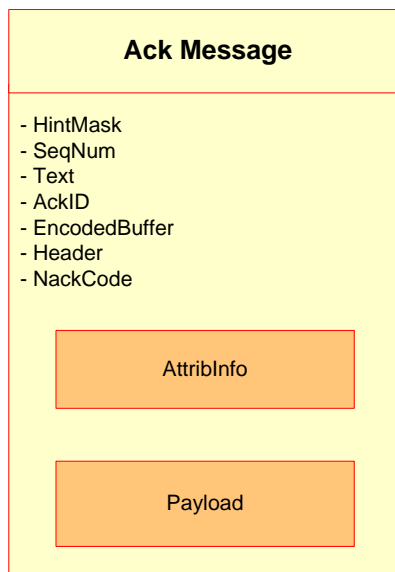 Ack Message
- HintMask
- SeqNum
- Text
- AckID
- EncodedBuffer
- Header
- NackCode
AttribInfo
Payload